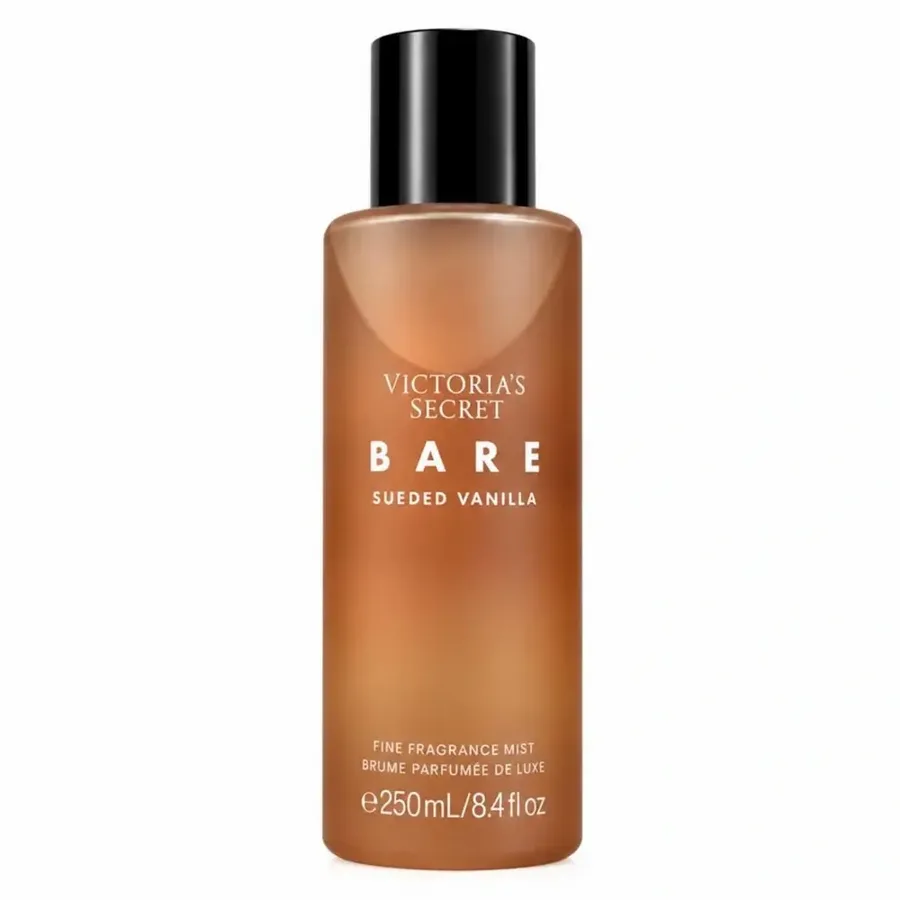 VICTORIA'S
SECRET
BARE
SUEDED VANILLA
FINE FRAGRANCE MIST
BRUME PARFUMÉE DE LUXE
℮250mL/8.4 fl oz